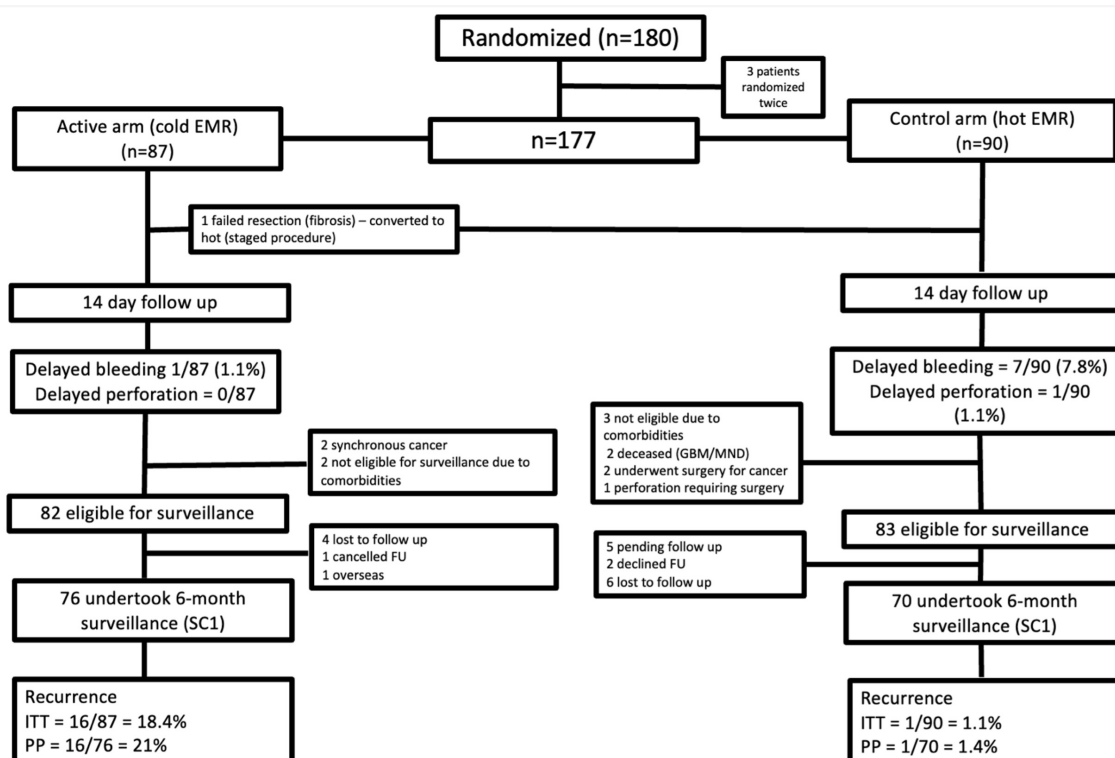 Randomized (n=180)
3 patients
randomized
twice
Active arm (cold EMR)
(n=87)
n=177
Control arm (hot EMR)
(n=90)
1 failed resection (fibrosis) – converted to
hot (staged procedure)
14 day follow up
14 day follow up
Delayed bleeding 1/87 (1.1%)
Delayed perforation = 0/87
Delayed bleeding = 7/90 (7.8%)
Delayed perforation = 1/90
(1.1%)
2 synchronous cancer
2 not eligible for surveillance due to
comorbidities
3 not eligible due to
comorbidities
2 deceased (GBM/MND)
2 underwent surgery for cancer
1 perforation requiring surgery
82 eligible for surveillance
83 eligible for surveillance
4 lost to follow up
1 cancelled FU
1 overseas
5 pending follow up
2 declined FU
6 lost to follow up
76 undertook 6-month
surveillance (SC1)
70 undertook 6-month
surveillance (SC1)
Recurrence
ITT = 16/87 = 18.4%
PP = 16/76 = 21%
Recurrence
ITT = 1/90 = 1.1%
PP = 1/70 = 1.4%